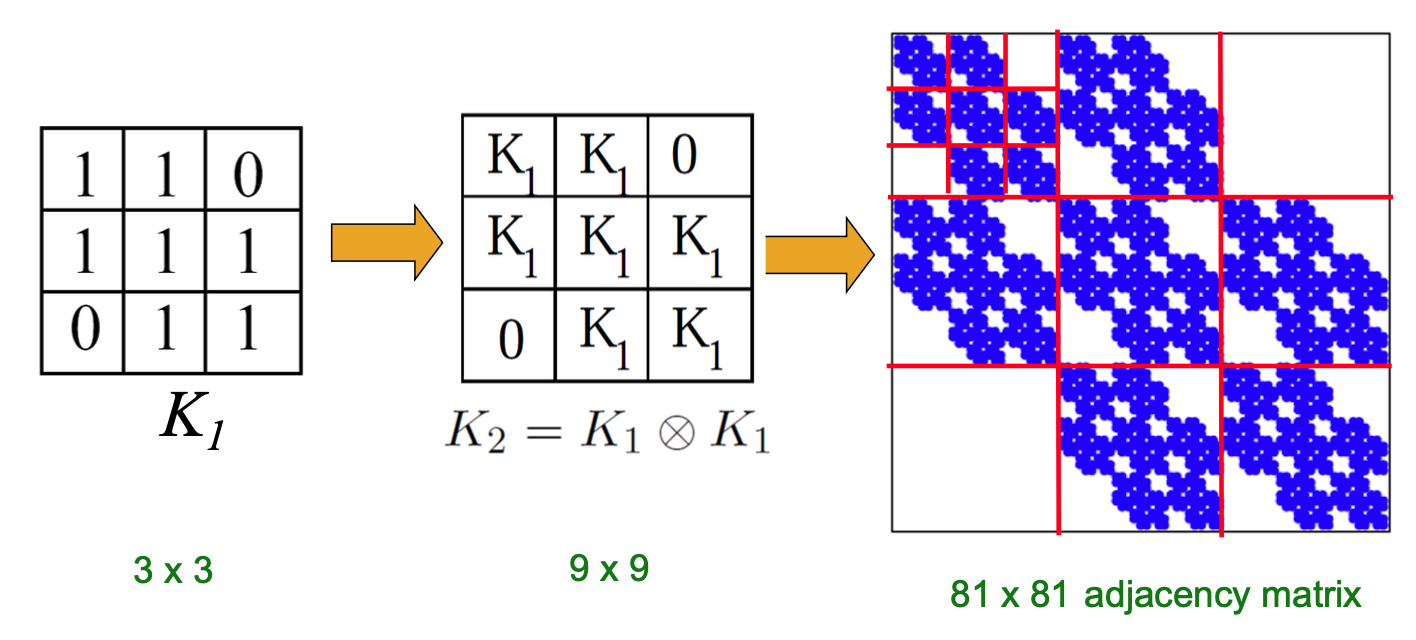 1 1 0
1 1 1
0 1 1
K₁
3 x 3
K₁ K₁ 0
K₁ K₁ K₁
0 K₁ K₁
K₂ = K₁ ⊗ K₁
9 x 9
81 x 81 adjacency matrix